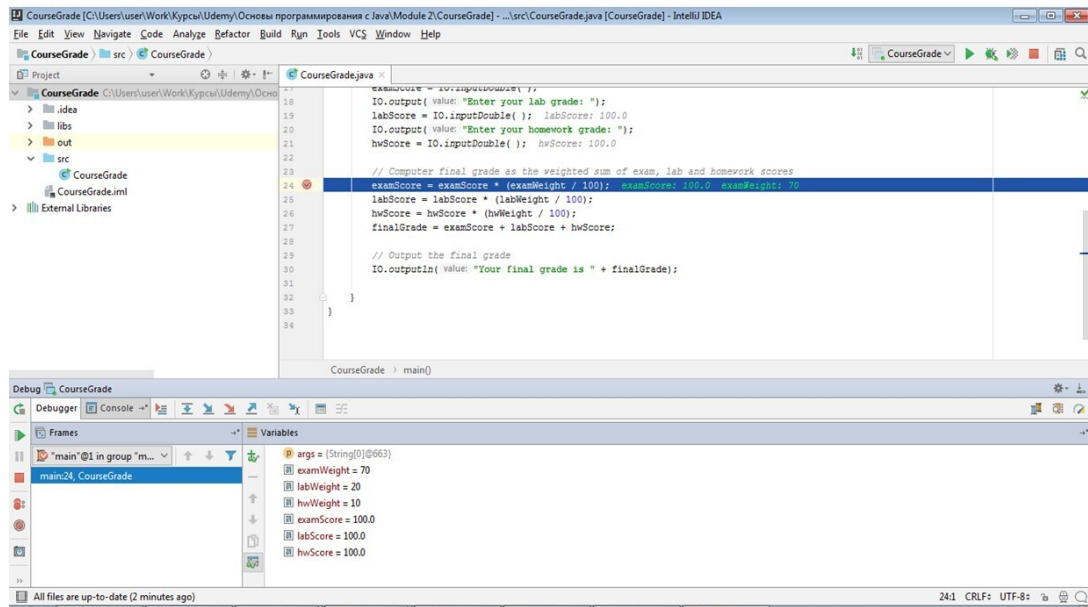 CourseGrade [C:\Users\user\Work\Курсы\Udemy\Основы программирования с Java\Module 2\CourseGrade] - ...\src\CourseGrade.java [CourseGrade] - IntelliJ IDEA
File Edit View Navigate Code Analyze Refactor Build Run Tools VCS Window Help
CourseGrade src CourseGrade
CourseGrade
Project
CourseGrade.java
CourseGrade C:\Users\user\Work\Курсы\Udemy\Осно
.idea
libs
out
src
CourseGrade
CourseGrade.iml
External Libraries
17 examScore = IO.inputDouble( );
18 IO.output( value: "Enter your lab grade: ");
19 labScore = IO.inputDouble( ); labScore: 100.0
20 IO.output( value: "Enter your homework grade: ");
21 hwScore = IO.inputDouble( ); hwScore: 100.0
22
23 // Computer final grade as the weighted sum of exam, lab and homework scores
24 examScore = examScore * (examWeight / 100); examScore: 100.0 examWeight: 70
25 labScore = labScore * (labWeight / 100);
26 hwScore = hwScore * (hwWeight / 100);
27 finalGrade = examScore + labScore + hwScore;
28
29 // Output the final grade
30 IO.outputln( value: "Your final grade is " + finalGrade);
31
32 }
33 }
34
CourseGrade > main()
Debug CourseGrade
Debugger Console
Frames
Variables
"main"@1 in group "m...
main:24, CourseGrade
args = {String[0]@663}
examWeight = 70
labWeight = 20
hwWeight = 10
examScore = 100.0
labScore = 100.0
hwScore = 100.0
All files are up-to-date (2 minutes ago)
24:1 CRLF: UTF-8: